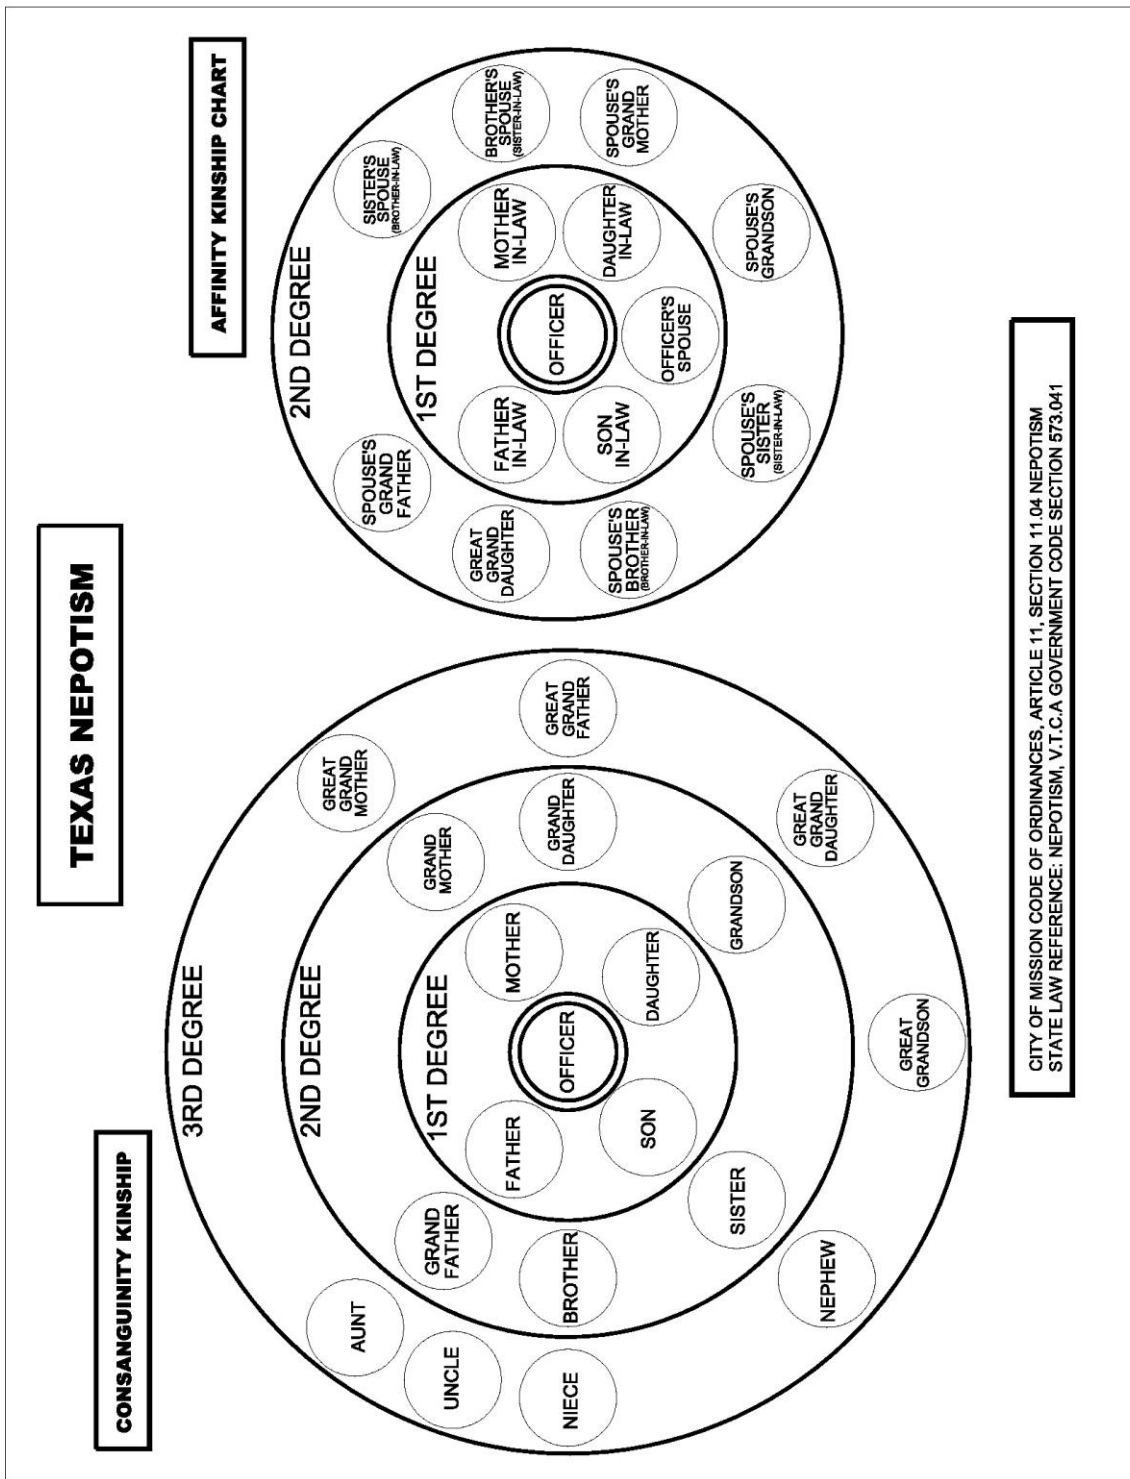 TEXAS NEPOTISM
CONSANGUINITY KINSHIP
3RD DEGREE
2ND DEGREE
1ST DEGREE
OFFICER
FATHER
MOTHER
SON
DAUGHTER
GRAND
FATHER
GRAND
MOTHER
BROTHER
GRAND
DAUGHTER
SISTER
GRANDSON
AUNT
GREAT
GRAND
MOTHER
UNCLE
NIECE
GREAT
GRAND
FATHER
NEPHEW
GREAT
GRAND
DAUGHTER
GREAT
GRANDSON
AFFINITY KINSHIP CHART
2ND DEGREE
1ST DEGREE
OFFICER
FATHER
IN-LAW
MOTHER
IN-LAW
SON
IN-LAW
DAUGHTER
IN-LAW
OFFICER'S
SPOUSE
SPOUSE'S
GRAND
FATHER
SISTER'S
SPOUSE
(BROTHER-IN-LAW)
GREAT
GRAND
DAUGHTER
BROTHER'S
SPOUSE
(SISTER-IN-LAW)
SPOUSE'S
BROTHER
(BROTHER-IN-LAW)
SPOUSE'S
GRAND
MOTHER
SPOUSE'S
SISTER
(SISTER-IN-LAW)
SPOUSE'S
GRANDSON
CITY OF MISSION CODE OF ORDINANCES, ARTICLE 11, SECTION 11.04 NEPOTISM
STATE LAW REFERENCE: NEPOTISM, V.T.C.A GOVERNMENT CODE SECTION 573.041